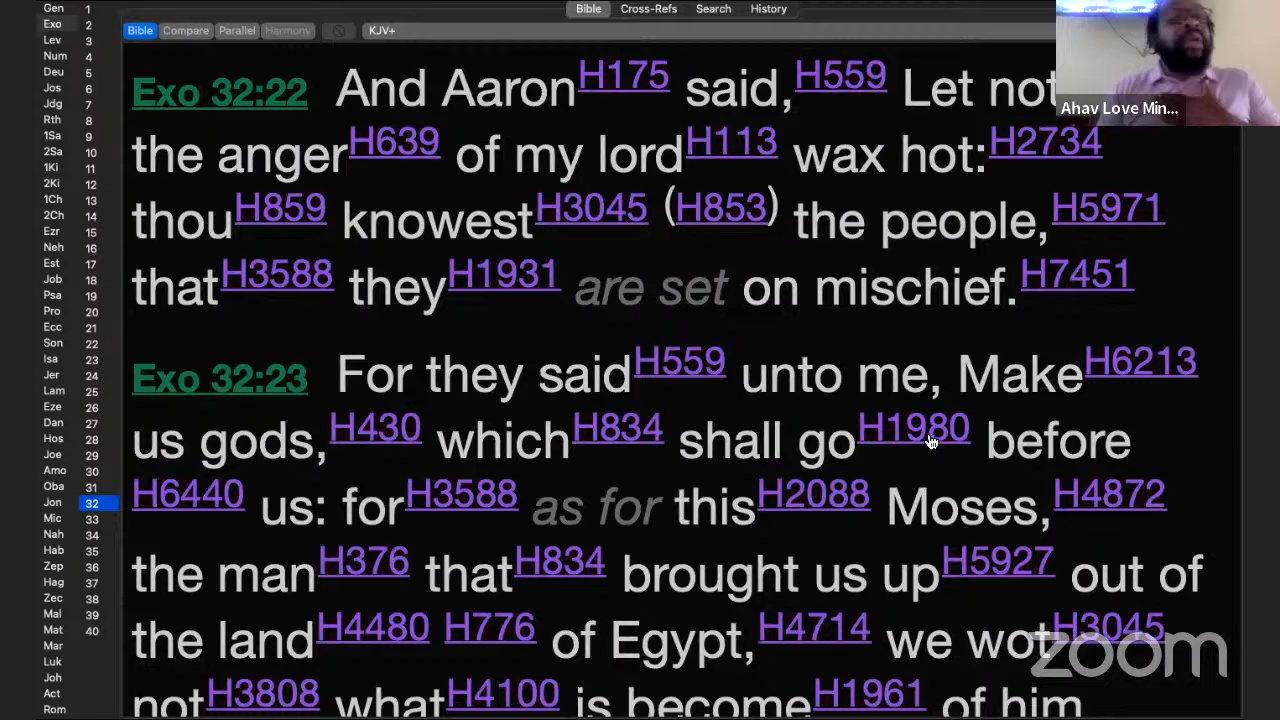 Bible Cross-Refs Search History
Bible Compare Parallel Harmony KJV+
Gen 1
Exo 2
Lev 3
Num 4
Deu 5
Jos 6
Jdg 7
Rth 8
1Sa 9
2Sa 10
1Ki 11
2Ki 12
1Ch 13
2Ch 14
Ezr 15
Neh 16
Est 17
Job 18
Psa 19
Pro 20
Ecc 21
Son 22
Isa 23
Jer 24
Lam 25
Eze 26
Dan 27
Hos 28
Joe 29
Amo 30
Oba 31
Jon 32
Mic 33
Nah 34
Hab 35
Zep 36
Hag 37
Zec 38
Mal 39
Mat 40
Mar
Luk
Joh
Act
Rom
Exo 32:22 And Aaron H175 said, H559 Let not
the anger H639 of my lord H113 wax hot: H2734
thou H859 knowest H3045 (H853) the people, H5971
that H3588 they H1931 are set on mischief. H7451
Exo 32:23 For they said H559 unto me, Make H6213
us gods, H430 which H834 shall go H1980 before
H6440 us: for H3588 as for this H2088 Moses, H4872
the man H376 that H834 brought us up H5927 out of
the land H4480 H776 of Egypt, H4714 we wot H3045
not H3808 what H4100 is become H1961 of him
Ahav Love Min...
zoom